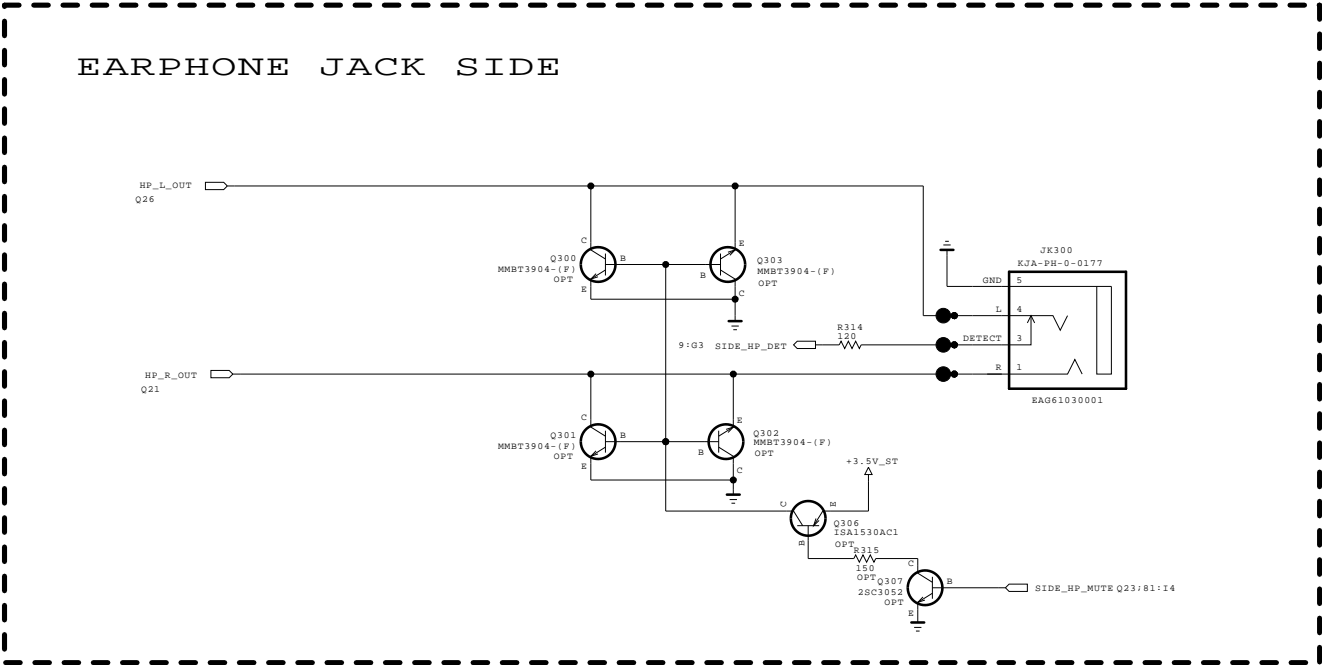 EARPHONE JACK SIDE
HP_L_OUT
Q26
C
E
Q300
MMBT3904-(F)
OPT
B
E
B
Q303
MMBT3904-(F)
OPT
C
JK300
KJA-PH-0-0177
GND 5
L 4
DETECT 3
R 1
EAG61030001
R314
120
9:G3 SIDE_HP_DET
HP_R_OUT
Q21
C
E
Q301
MMBT3904-(F)
OPT
B
E
B
Q302
MMBT3904-(F)
OPT
C
+3.5V_ST
C
E
B
Q306
ISA1530AC1
OPT
R315
150
OPT
C
Q307
2SC3052
OPT
B
E
SIDE_HP_MUTE Q23;81:I4